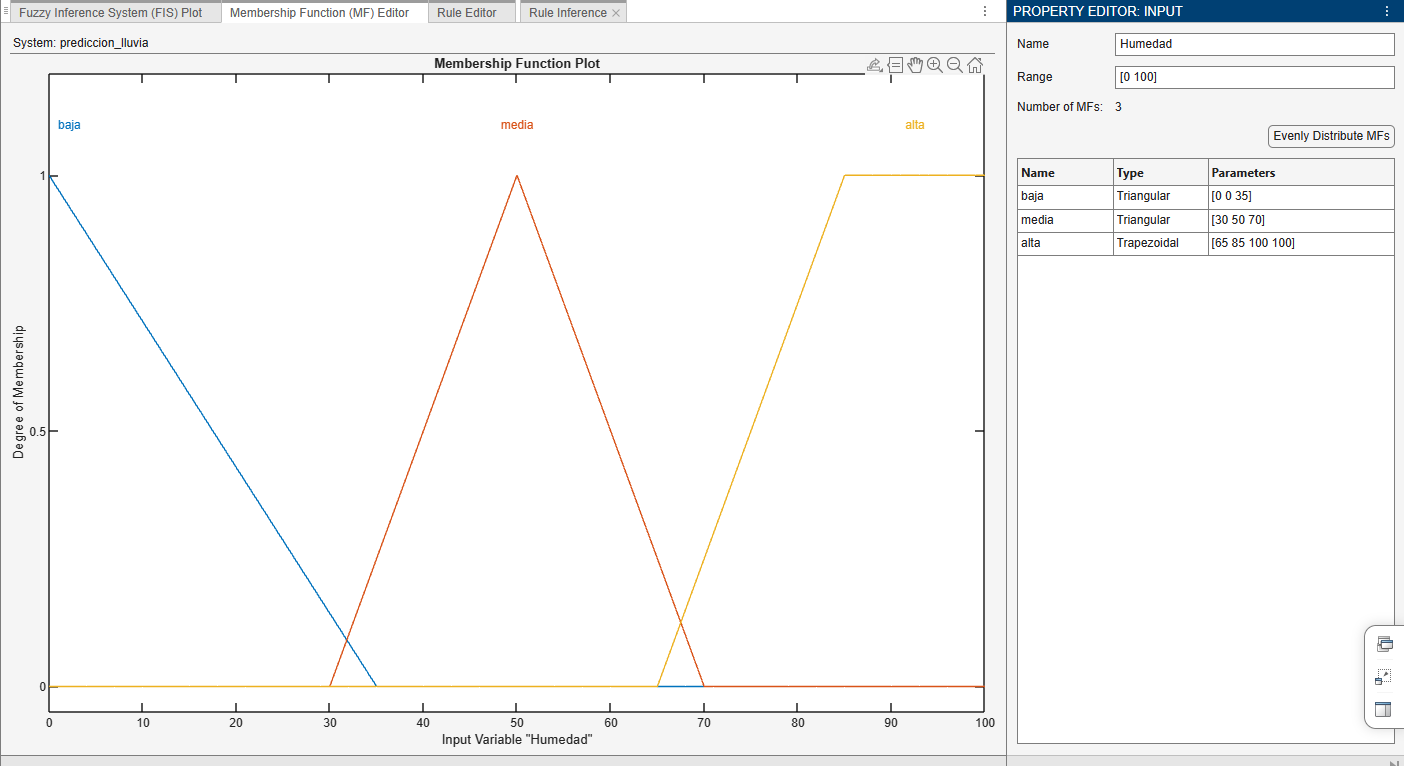 Fuzzy Inference System (FIS) Plot
Membership Function (MF) Editor
Rule Editor
Rule Inference
System: prediccion_lluvia
Membership Function Plot
baja
media
alta
1
0.5
0
Degree of Membership
0 10 20 30 40 50 60 70 80 90 100
Input Variable "Humedad"
PROPERTY EDITOR: INPUT
Name Humedad
Range [0 100]
Number of MFs: 3
Evenly Distribute MFs
Name Type Parameters
baja Triangular [0 0 35]
media Triangular [30 50 70]
alta Trapezoidal [65 85 100 100]